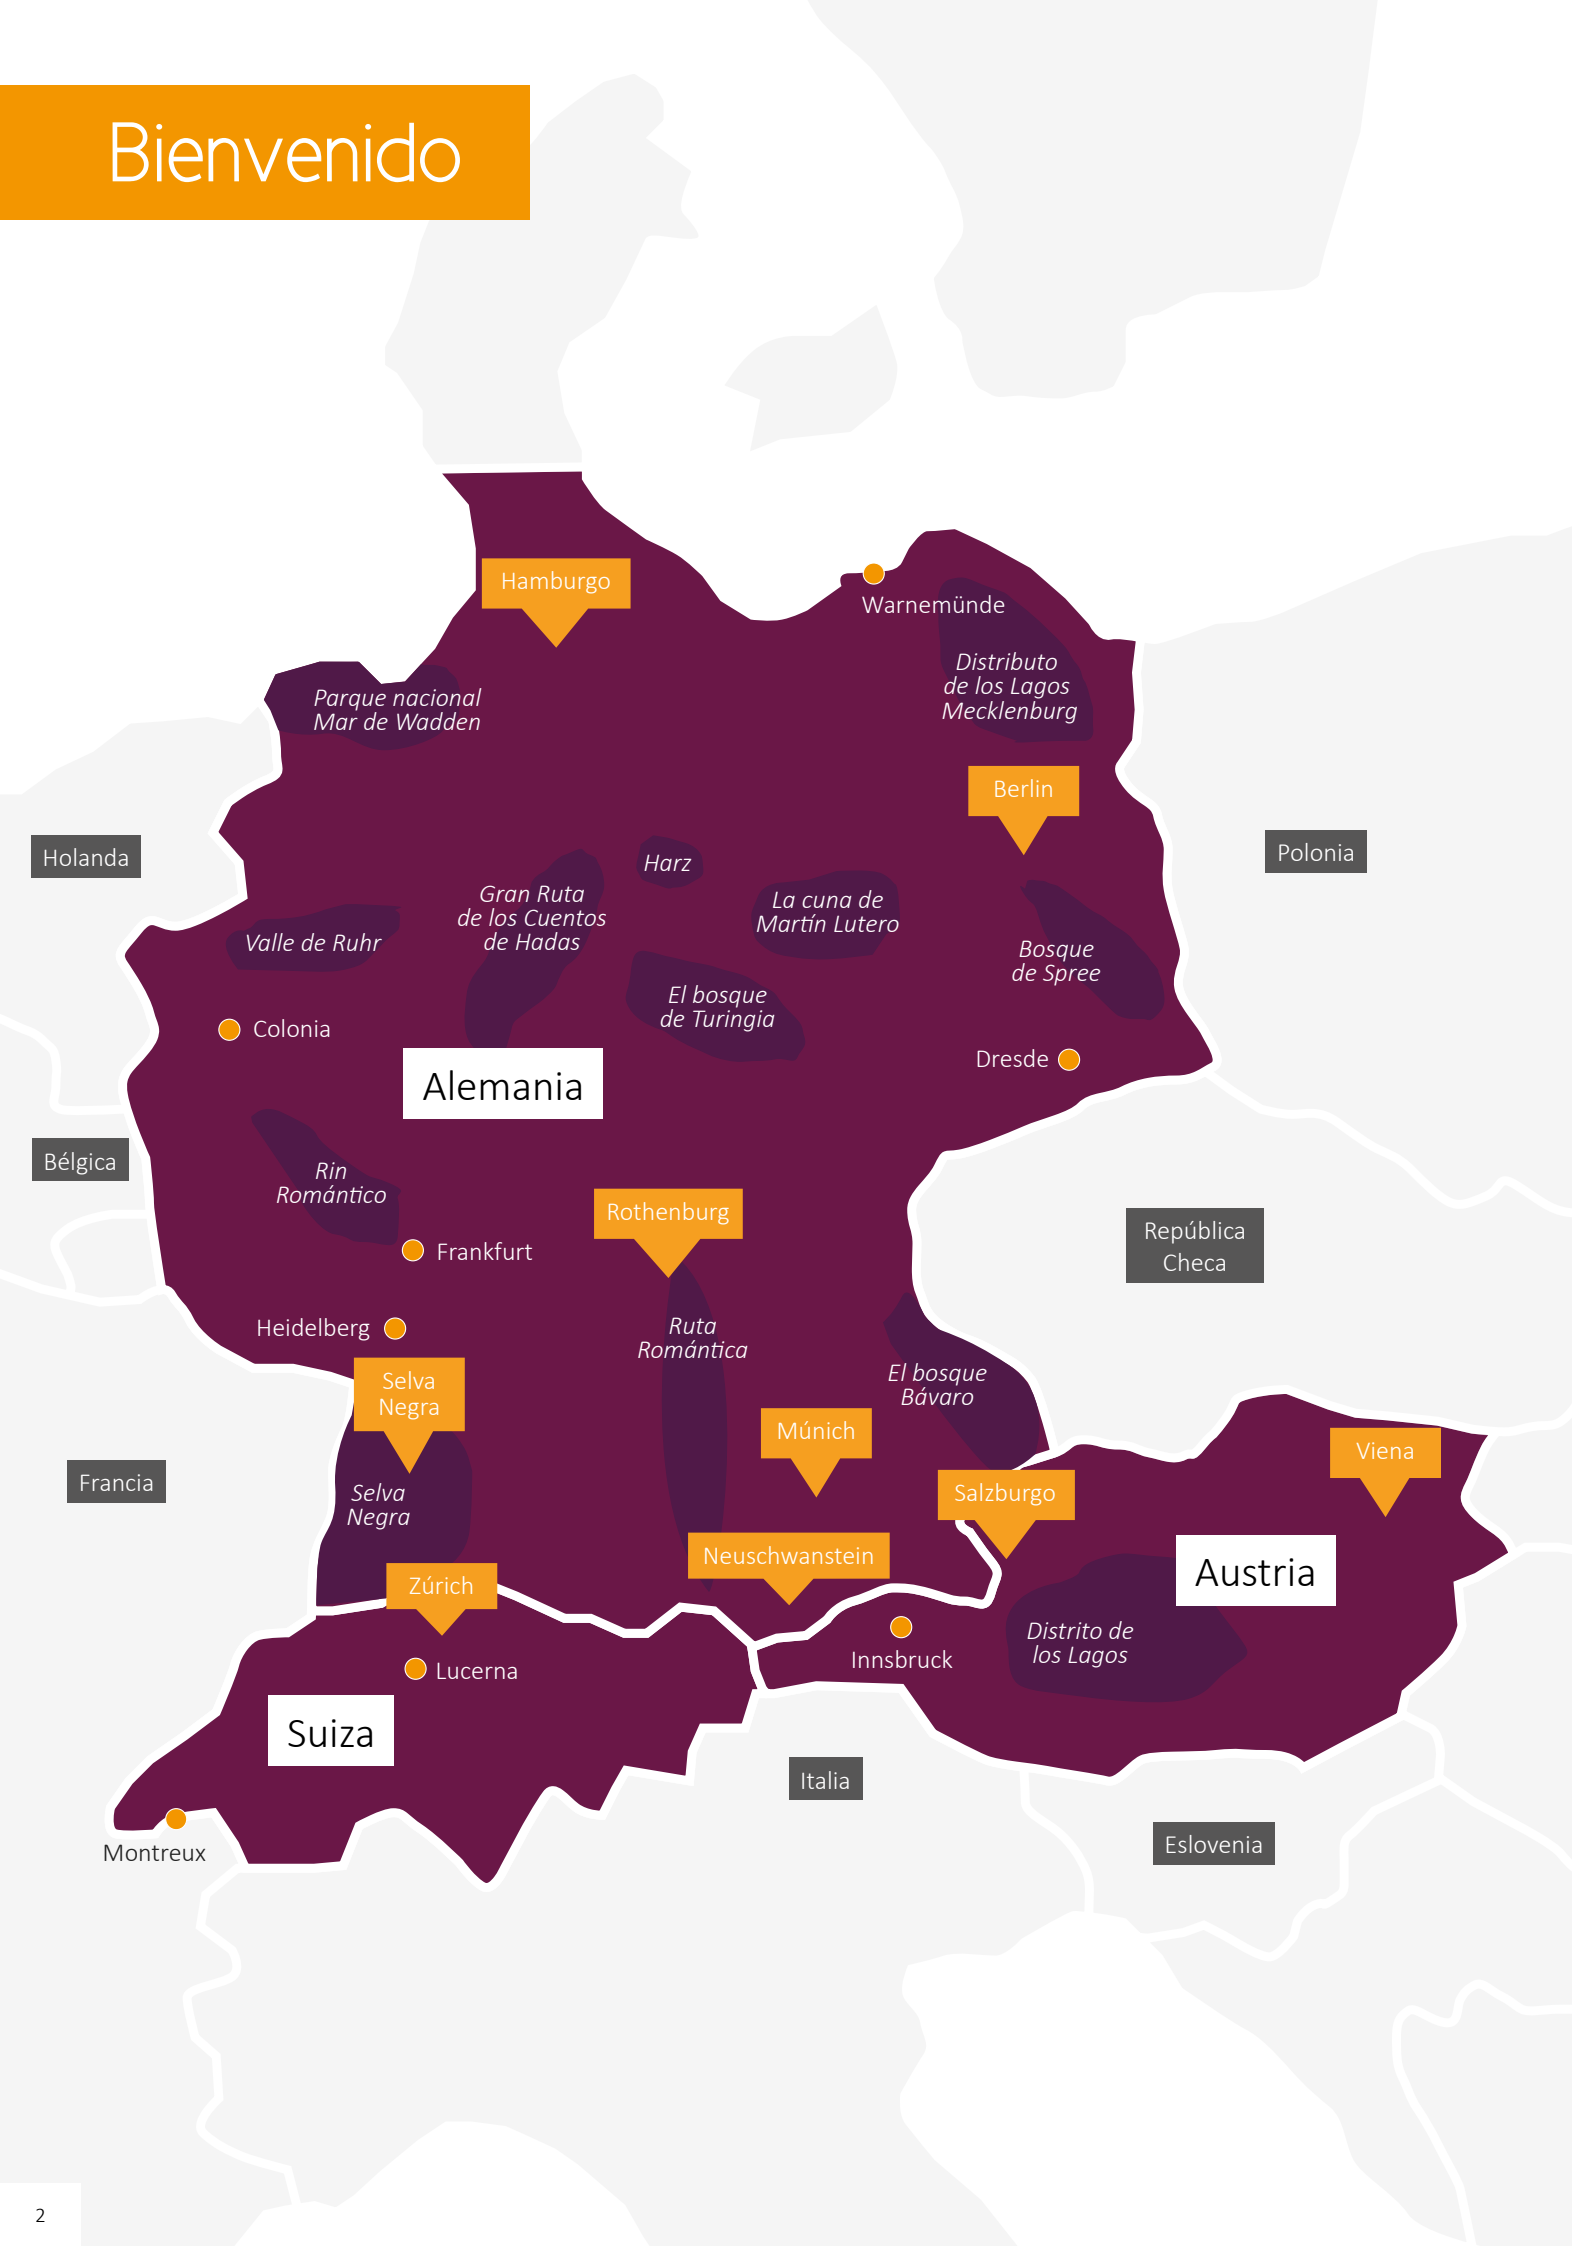 Bienvenido
Hamburgo
Warnemünde
Distributo
de los Lagos
Mecklenburg
Parque nacional
Mar de Wadden
Berlin
Holanda
Polonia
Harz
Gran Ruta
de los Cuentos
de Hadas
La cuna de
Martín Lutero
Valle de Ruhr
Bosque
de Spree
El bosque
de Turingia
Colonia
Dresde
Alemania
Bélgica
Rin
Romántico
Rothenburg
República
Checa
Frankfurt
Heidelberg
Ruta
Romántica
El bosque
Bávaro
Selva
Negra
Múnich
Viena
Francia
Selva
Negra
Salzburgo
Neuschwanstein
Austria
Zúrich
Distrito de
los Lagos
Innsbruck
Lucerna
Suiza
Italia
Montreux
Eslovenia
2